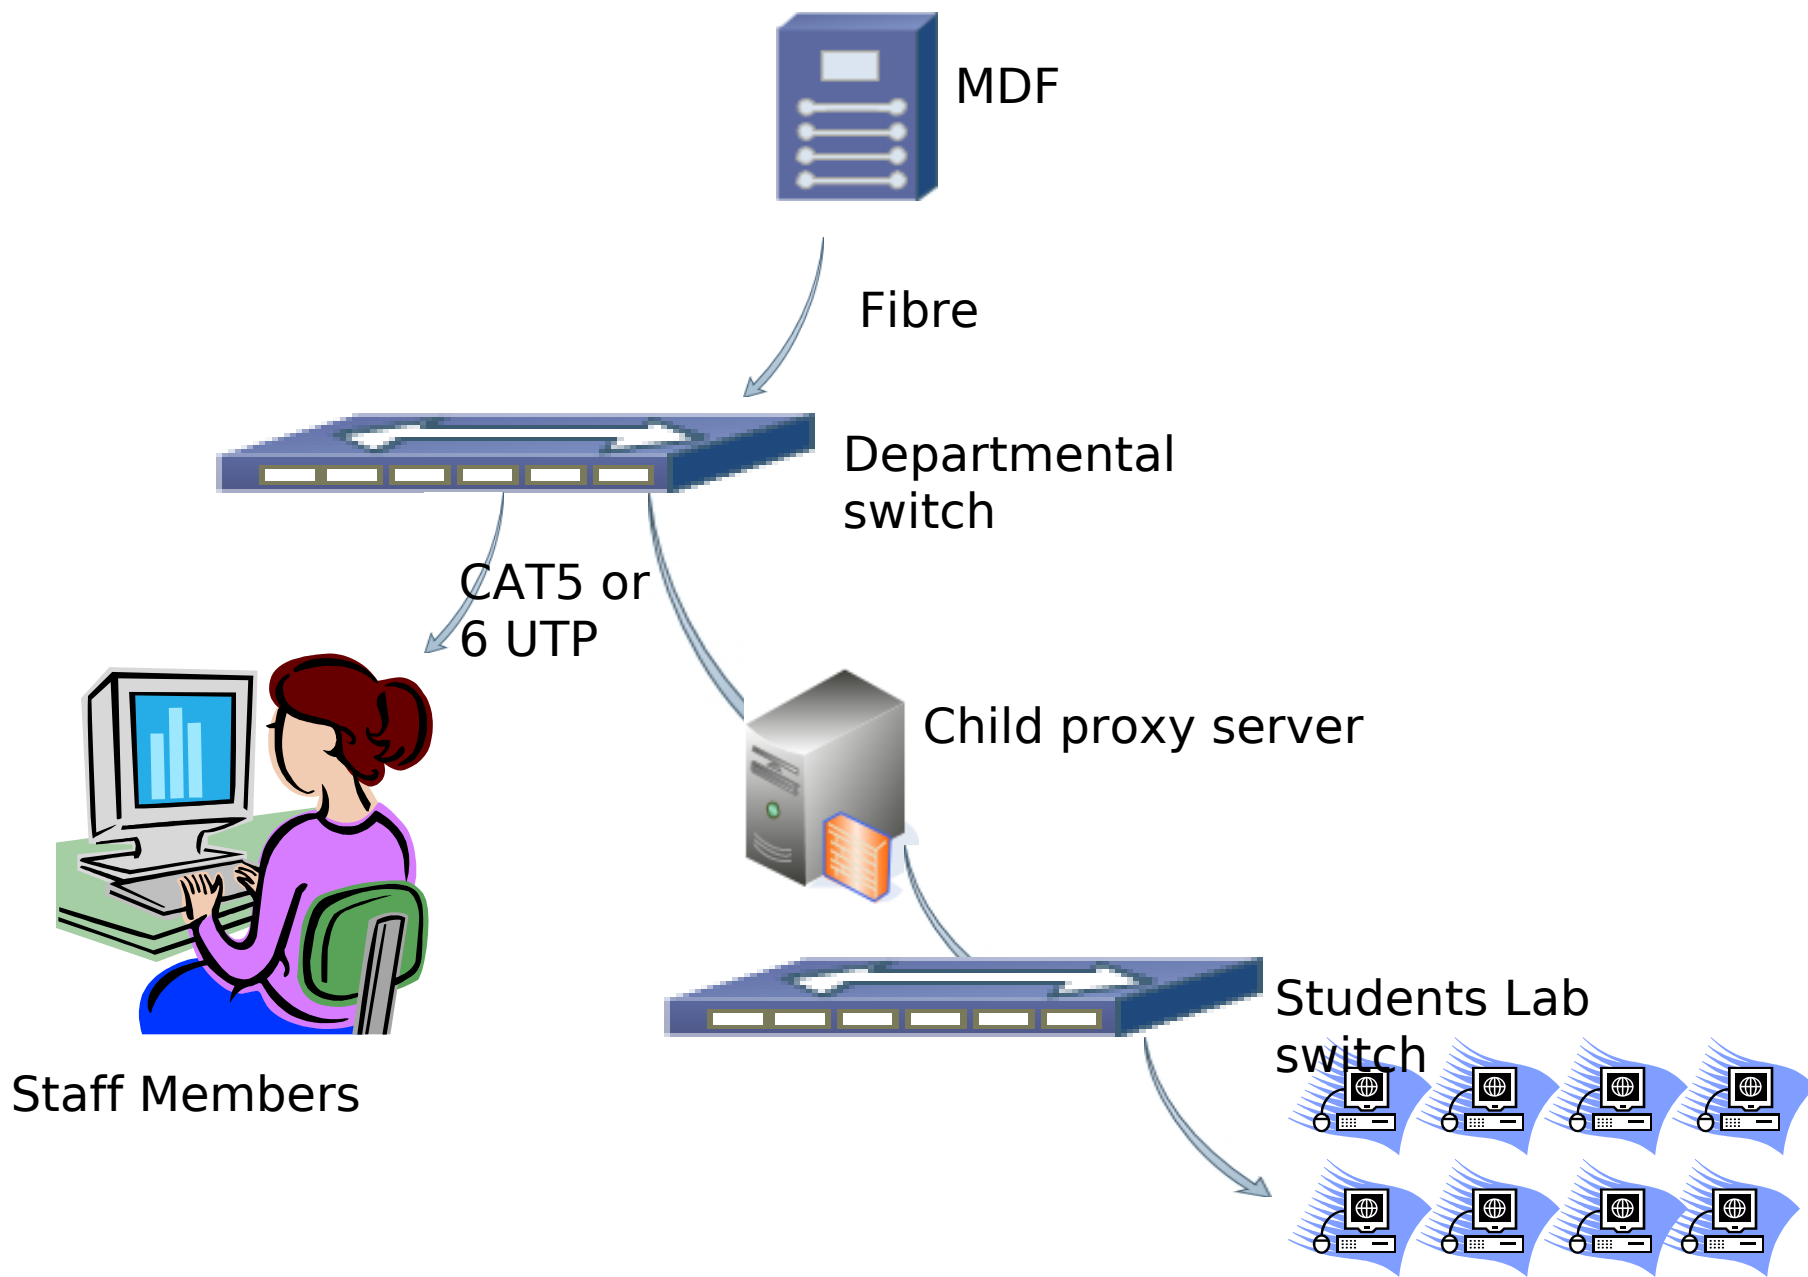 MDF
Fibre
Departmental
switch
CAT5 or
6 UTP
Child proxy server
Students Lab
switch
Staff Members